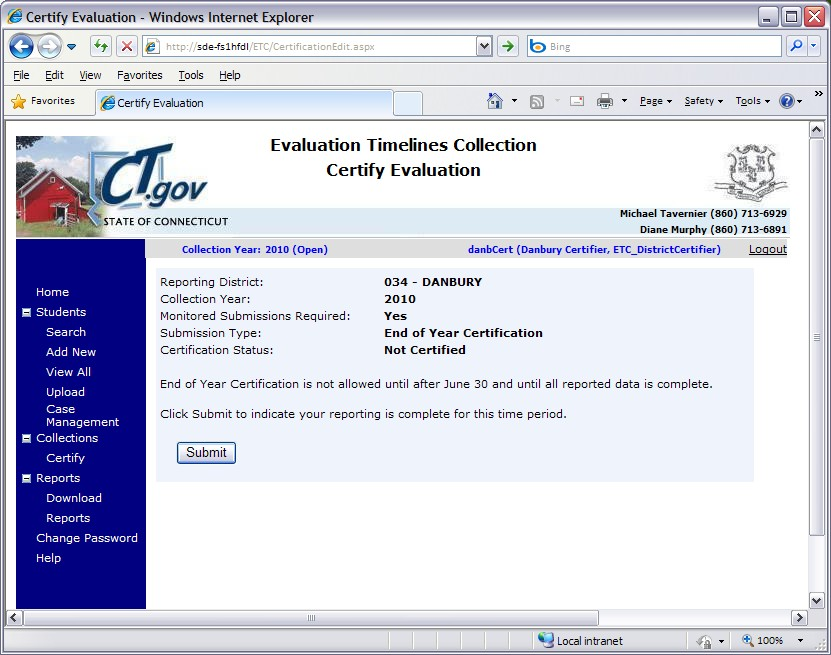 Certify Evaluation - Windows Internet Explorer
http://sde-fs1hfdl/ETC/CertificationEdit.aspx
Bing
File Edit View Favorites Tools Help
Favorites
Certify Evaluation
Page Safety Tools
CT.gov
STATE OF CONNECTICUT
Evaluation Timelines Collection
Certify Evaluation
Michael Tavernier (860) 713-6929
Diane Murphy (860) 713-6891
Collection Year: 2010 (Open)
danbCert (Danbury Certifier, ETC_DistrictCertifier)
Logout
Home
Students
Search
Add New
View All
Upload
Case
Management
Collections
Certify
Reports
Download
Reports
Change Password
Help
Reporting District: 034 - DANBURY
Collection Year: 2010
Monitored Submissions Required: Yes
Submission Type: End of Year Certification
Certification Status: Not Certified
End of Year Certification is not allowed until after June 30 and until all reported data is complete.
Click Submit to indicate your reporting is complete for this time period.
Submit
Local intranet
100%